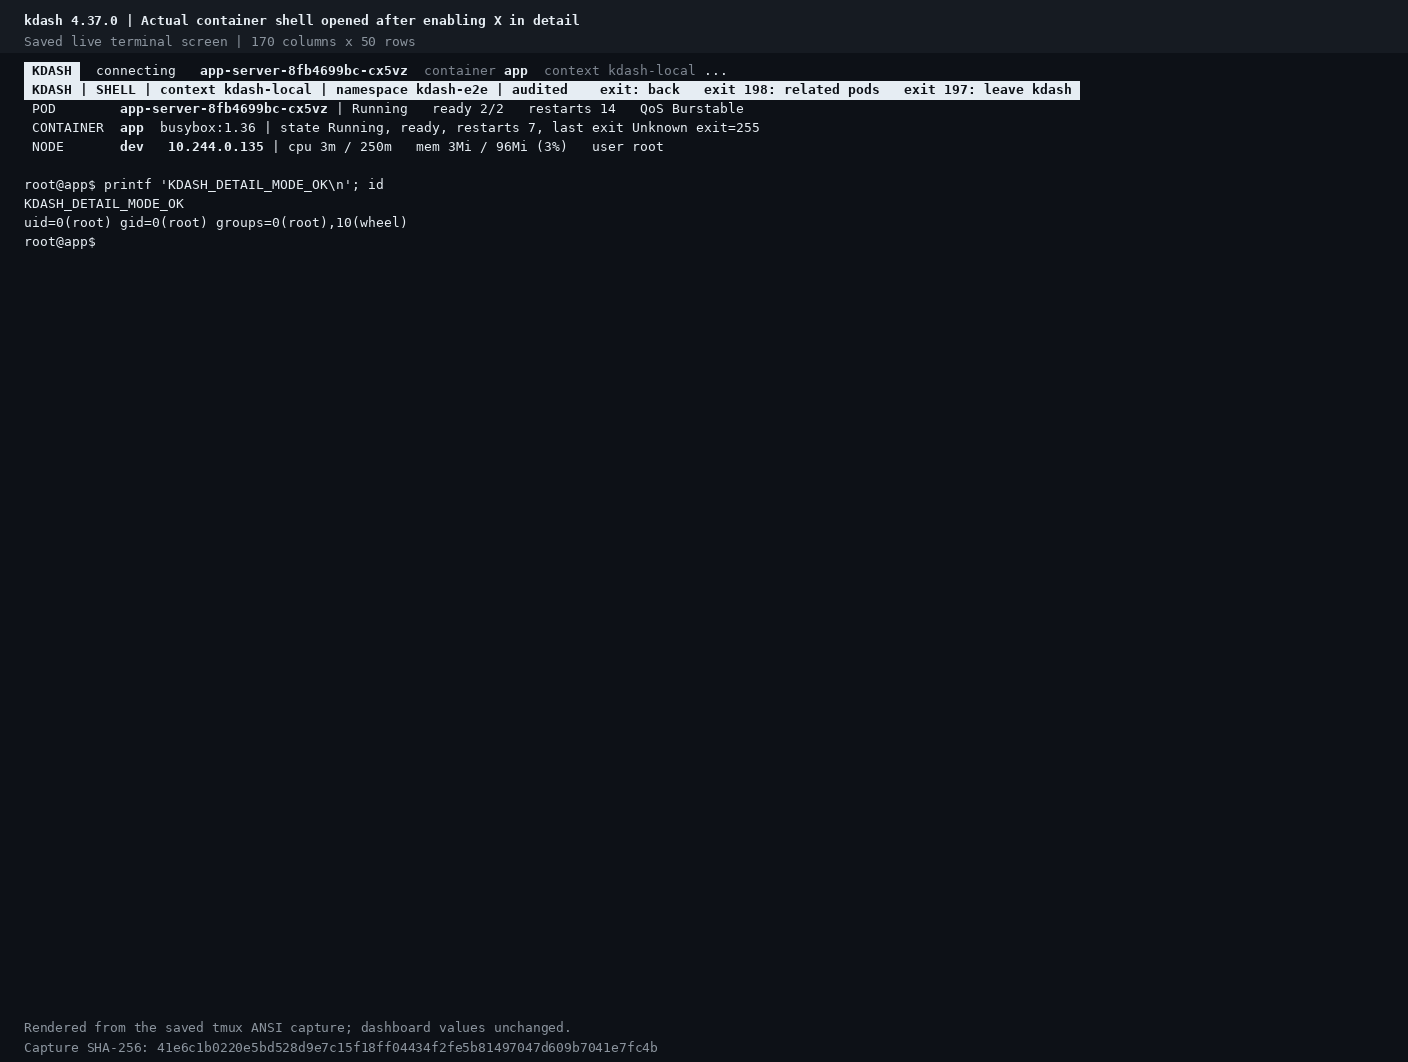 kdash 4.37.0 | Actual container shell opened after enabling X in detail
Saved live terminal screen | 170 columns x 50 rows
KDASH connecting app-server-8fb4699bc-cx5vz container app context kdash-local ...
KDASH | SHELL | context kdash-local | namespace kdash-e2e | audited exit: back exit 198: related pods exit 197: leave kdash
POD app-server-8fb4699bc-cx5vz | Running ready 2/2 restarts 14 QoS Burstable
CONTAINER app busybox:1.36 | state Running, ready, restarts 7, last exit Unknown exit=255
NODE dev 10.244.0.135 | cpu 3m / 250m mem 3Mi / 96Mi (3%) user root
root@app$ printf 'KDASH_DETAIL_MODE_OK\n'; id
KDASH_DETAIL_MODE_OK
uid=0(root) gid=0(root) groups=0(root),10(wheel)
root@app$
Rendered from the saved tmux ANSI capture; dashboard values unchanged.
Capture SHA-256: 41e6c1b0220e5bd528d9e7c15f18ff04434f2fe5b81497047d609b7041e7fc4b